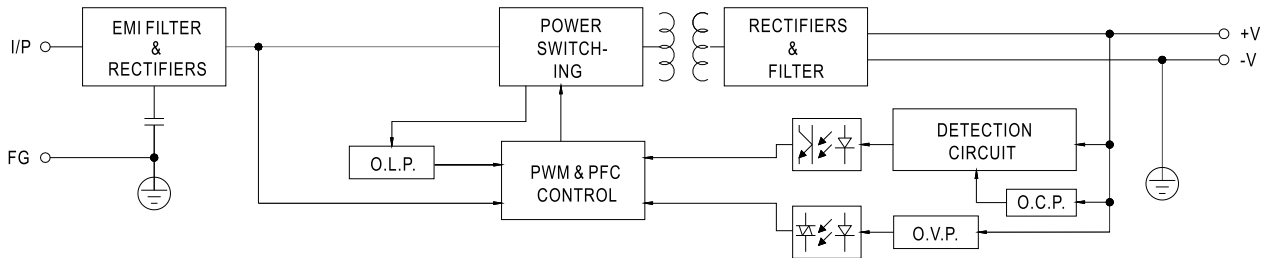 I/P
EMI FILTER
&
RECTIFIERS
POWER
SWITCH-
ING
RECTIFIERS
&
FILTER
+V
-V
FG
O.L.P.
PWM & PFC
CONTROL
DETECTION
CIRCUIT
O.C.P.
O.V.P.